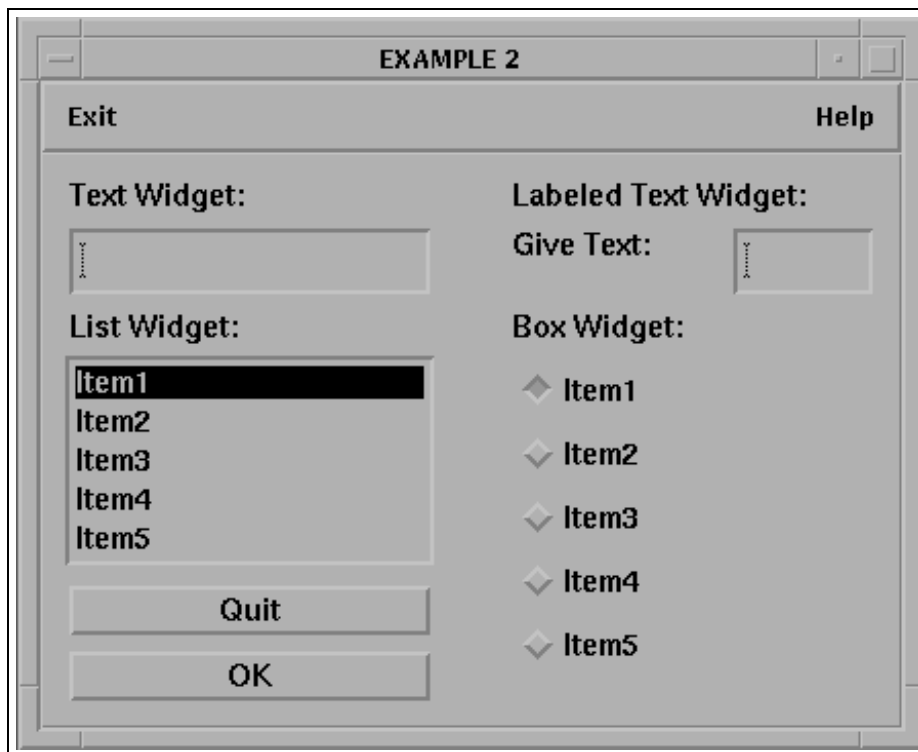 EXAMPLE 2
Exit
Help
Text Widget:
List Widget:
Item1
Item2
Item3
Item4
Item5
Quit
OK
Labeled Text Widget:
Give Text:
Box Widget:
Item1
Item2
Item3
Item4
Item5